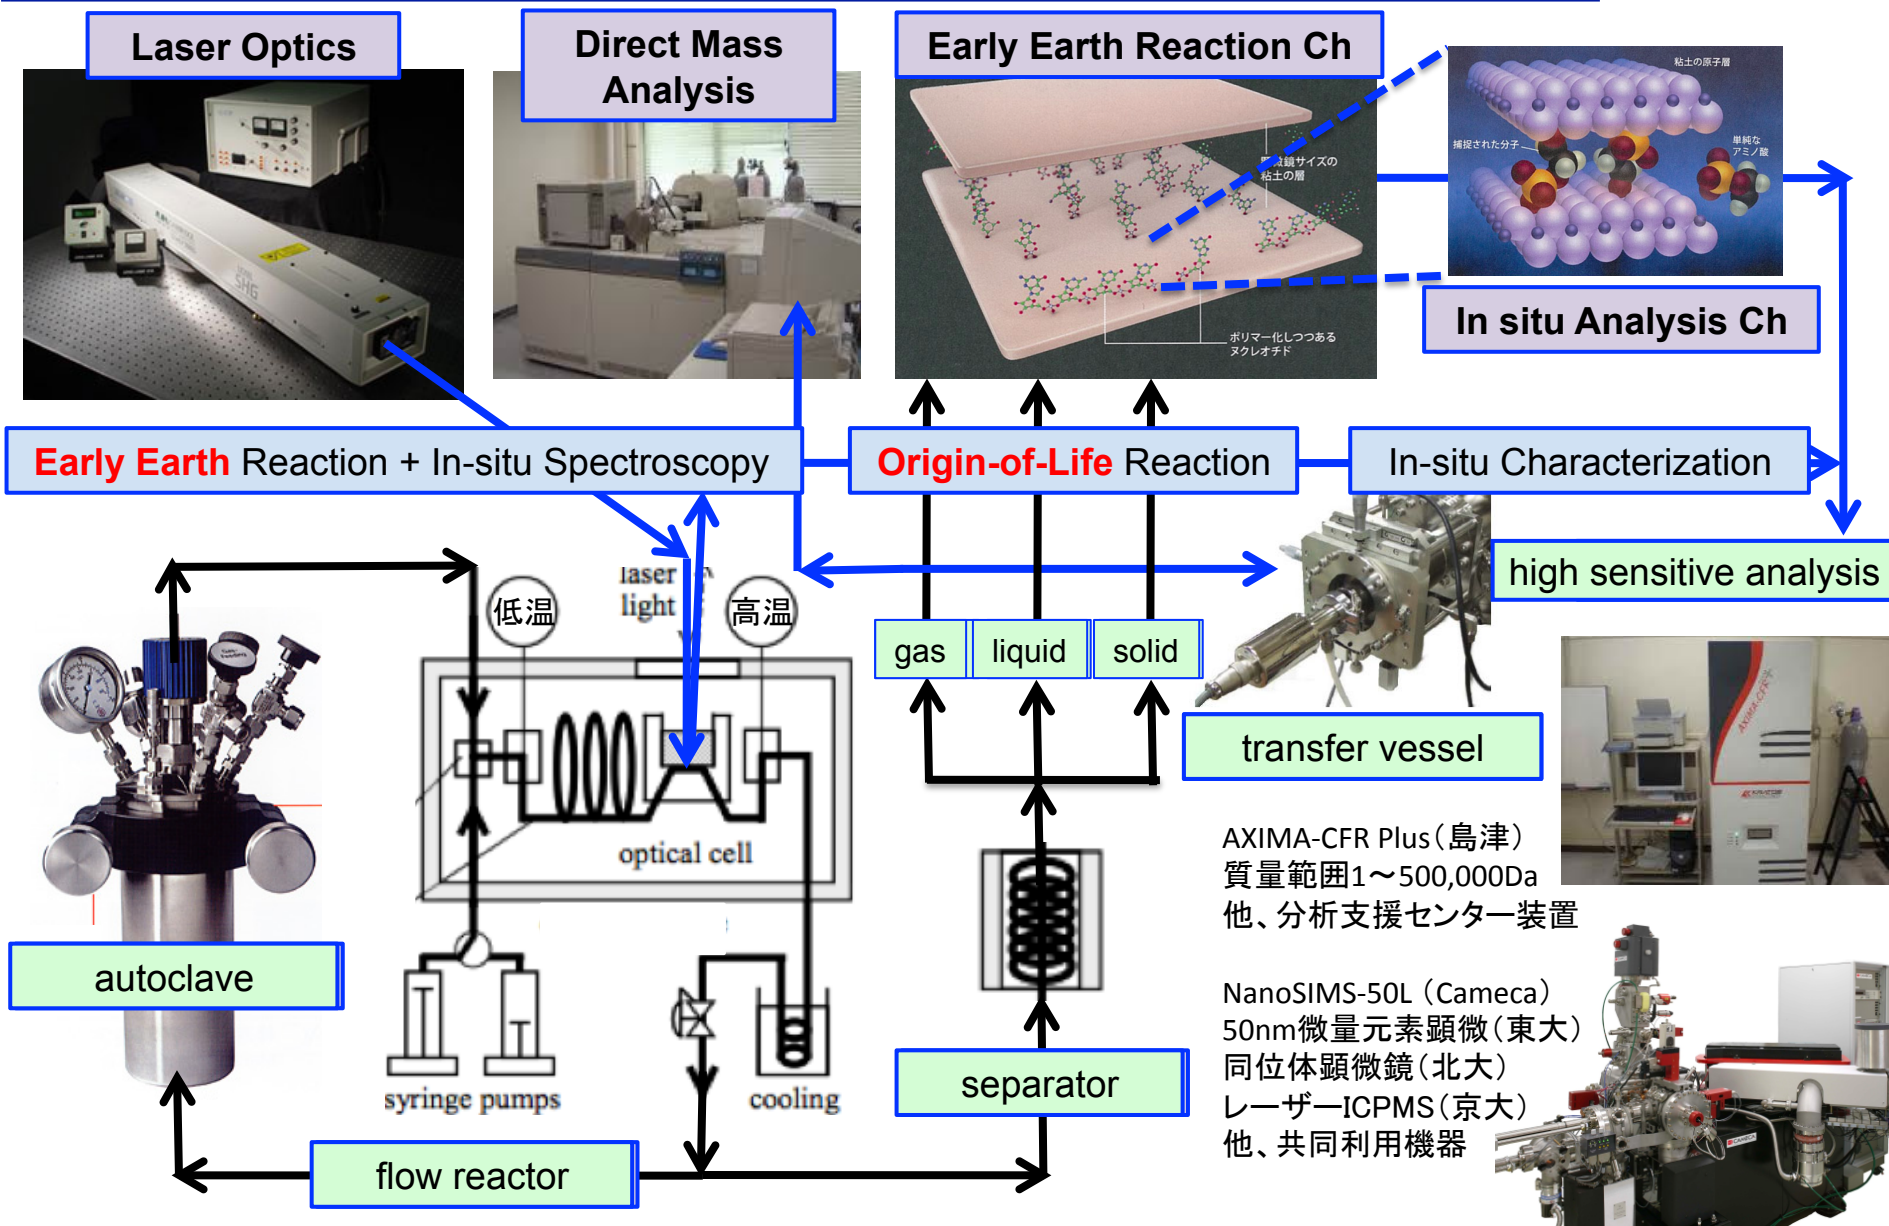 Laser Optics
Direct Mass
Analysis
Early Earth Reaction Ch
粘土の原子層
捕捉された分子
単純な
アミノ酸
顕微鏡サイズの
粘土の層
ポリマー化しつつある
ヌクレオチド
SHG
In situ Analysis Ch
Early Earth Reaction + In-situ Spectroscopy
Origin-of-Life Reaction
In-situ Characterization
high sensitive analysis
laser
light
低温
高温
gas
liquid
solid
transfer vessel
optical cell
AXIMA-CFR
AXIMA-CFR Plus（島津）
質量範囲1～500,000Da
他、分析支援センター装置
autoclave
NanoSIMS-50L（Cameca）
50nm微量元素顕微（東大）
同位体顕微鏡（北大）
レーザーICPMS（京大）
他、共同利用機器
separator
syringe pumps
cooling
flow reactor
CAMECA